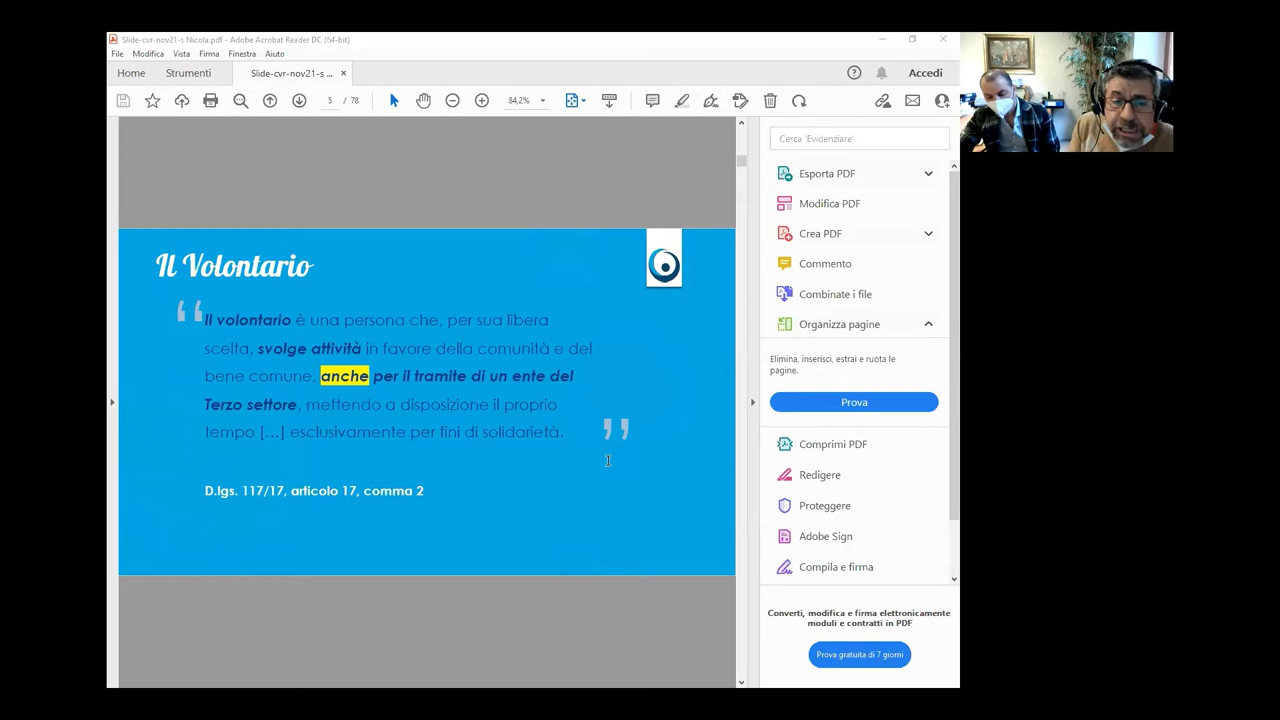 Slide-cvr-nov21-s Nicola.pdf - Adobe Acrobat Reader DC (64-bit)
File Modifica Vista Firma Finestra Aiuto
Home Strumenti Slide-cvr-nov21-s ... × Accedi
5 / 78 84,2%
Cerca 'Evidenziare'
Esporta PDF
Modifica PDF
Crea PDF
Commento
Combinate i file
Organizza pagine
Elimina, inserisci, estrai e ruota le
pagine.
Prova
Comprimi PDF
Redigere
Proteggere
Adobe Sign
Compila e firma
Converti, modifica e firma elettronicamente
moduli e contratti in PDF
Prova gratuita di 7 giorni
Il Volontario
“ Il volontario è una persona che, per sua libera
scelta, svolge attività in favore della comunità e del
bene comune, anche per il tramite di un ente del
Terzo settore, mettendo a disposizione il proprio
tempo [...] esclusivamente per fini di solidarietà. ”
D.lgs. 117/17, articolo 17, comma 2